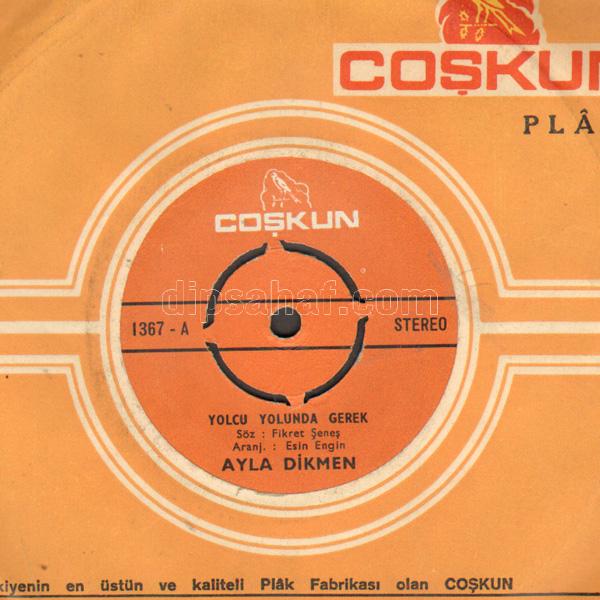 COŞKUN
PLÂ
COŞKUN
dipsahaf.com
1367 - A
STEREO
YOLCU YOLUNDA GEREK
Söz : Fikret Şeneş
Aranj. : Esin Engin
AYLA DİKMEN
kiyenin en üstün ve kaliteli Plâk Fabrikası olan COŞKUN